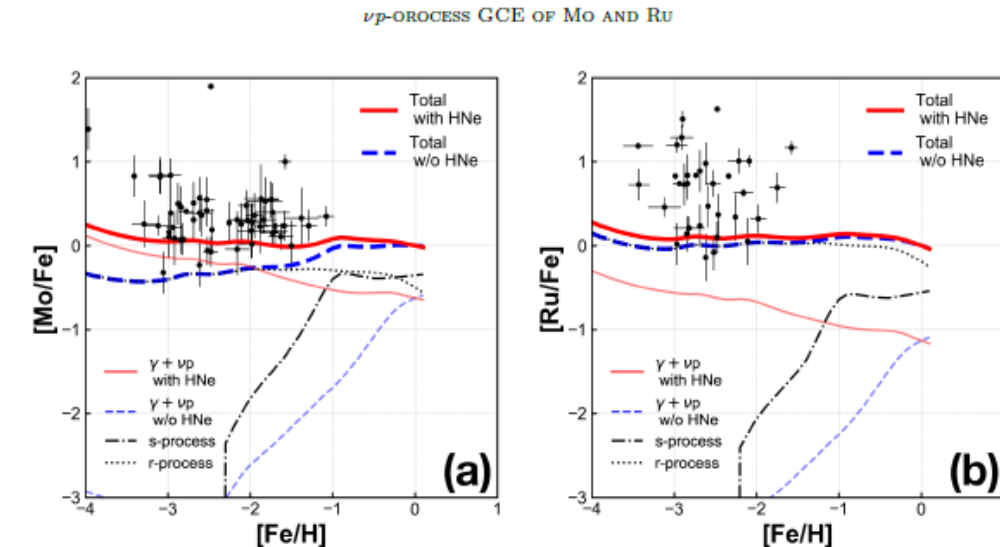 νp-OROCESS GCE OF MO AND RU
2
1
0
−1
−2
−3
−4
−3
−2
−1
0
1
[Mo/Fe]
[Fe/H]
Total
with HNe
Total
w/o HNe
γ + νp
with HNe
γ + νp
w/o HNe
s-process
r-process
(a)
2
1
0
−1
−2
−3
−4
−3
−2
−1
0
[Ru/Fe]
[Fe/H]
Total
with HNe
Total
w/o HNe
γ + νp
with HNe
γ + νp
w/o HNe
s-process
r-process
(b)